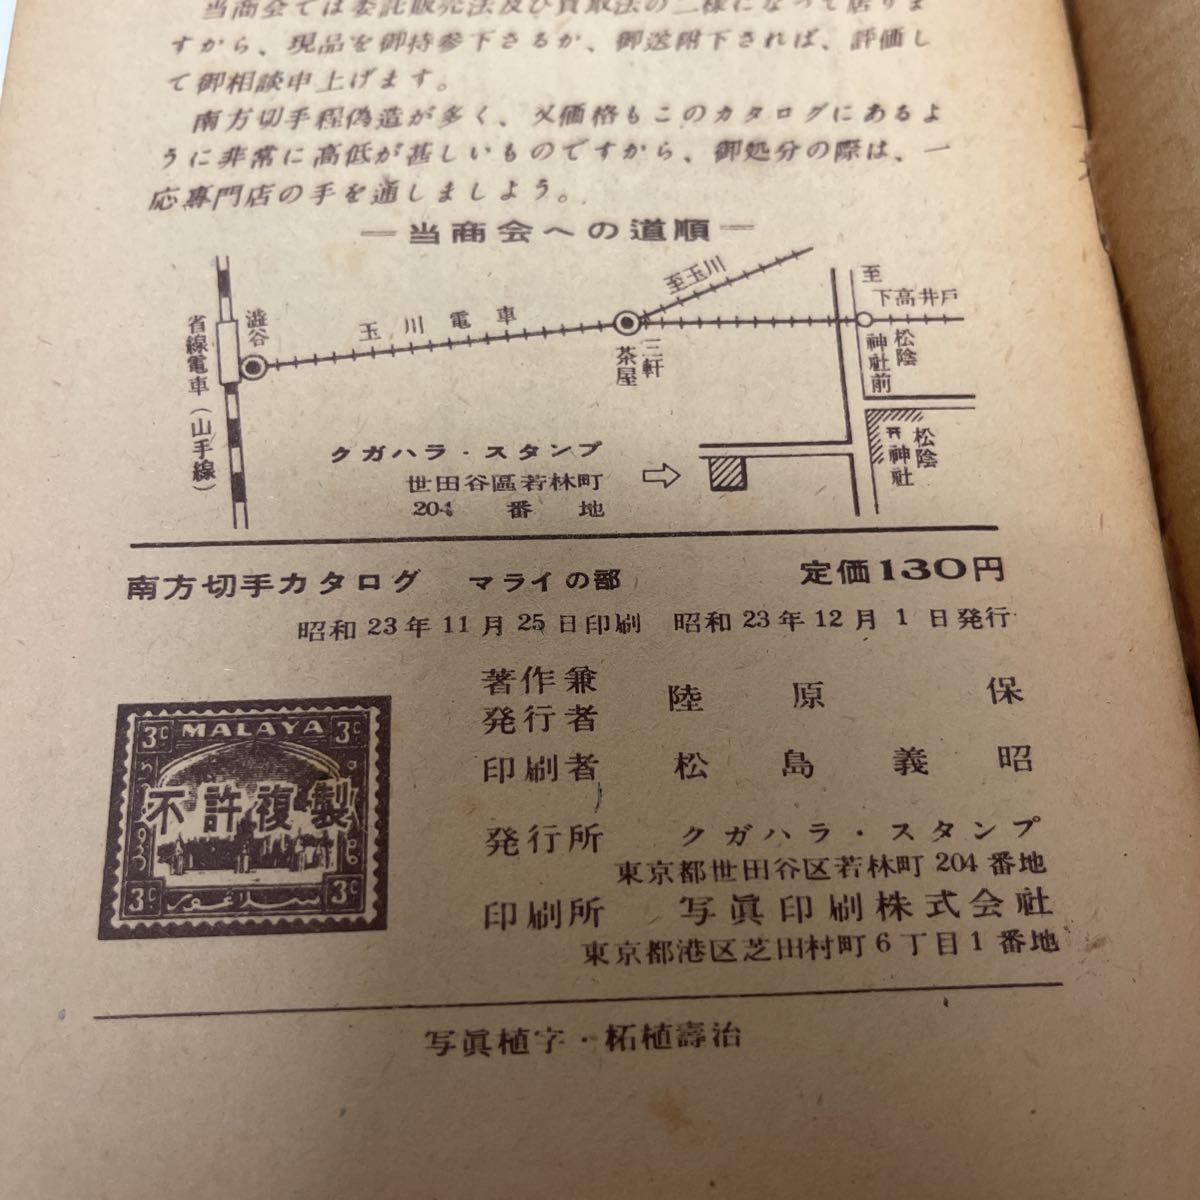 当商会では委託販売法及び買取法の二様になって居りま
すから、現品を御持参下さるか、御送附下されば、評価し
て御相談申上げます。
南方切手程偽造が多く、又価格もこのカタログにあるよ
うに非常に高低が甚しいものですから、御処分の際は、一
応専門店の手を通しましよう。
―当商会への道順―
省線電車（山手線）
澁谷
玉川電車
三軒
茶屋
至玉川
至
下高井戸
松陰
神社前
松陰
神社
クガハラ・スタンプ
世田谷區若林町
204 番 地
南方切手カタログ マライの部 定価130円
昭和23年11月25日印刷 昭和23年12月1日発行
著作兼
発行者 陸原 保
印刷者 松島義昭
発行所 クガハラ・スタンプ
東京都世田谷区若林町204番地
印刷所 写眞印刷株式会社
東京都港区芝田村町6丁目1番地
3c MALAYA 3c
不許複製
3c 3c
写眞植字・柘植壽治